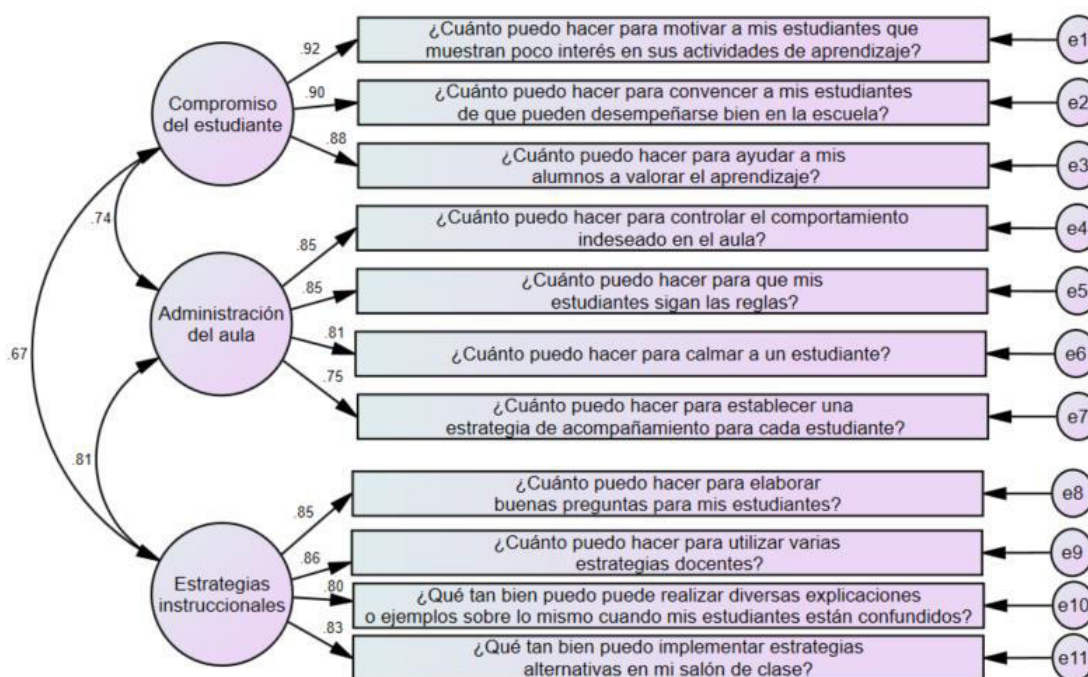 ¿Cuánto puedo hacer para motivar a mis estudiantes que
muestran poco interés en sus actividades de aprendizaje?
e1
.92
Compromiso
del estudiante
.90
¿Cuánto puedo hacer para convencer a mis estudiantes
de que pueden desempeñarse bien en la escuela?
e2
.88
¿Cuánto puedo hacer para ayudar a mis
alumnos a valorar el aprendizaje?
e3
.74
¿Cuánto puedo hacer para controlar el comportamiento
indeseado en el aula?
e4
.85
Administración
del aula
.85
¿Cuánto puedo hacer para que mis
estudiantes sigan las reglas?
e5
.67
.81
¿Cuánto puedo hacer para calmar a un estudiante?
e6
.75
¿Cuánto puedo hacer para establecer una
estrategia de acompañamiento para cada estudiante?
e7
.81
¿Cuánto puedo hacer para elaborar
buenas preguntas para mis estudiantes?
e8
.85
Estrategias
instruccionales
.86
¿Cuánto puedo hacer para utilizar varias
estrategias docentes?
e9
.80
¿Qué tan bien puedo puede realizar diversas explicaciones
o ejemplos sobre lo mismo cuando mis estudiantes están confundidos?
e10
.83
¿Qué tan bien puedo implementar estrategias
alternativas en mi salón de clase?
e11